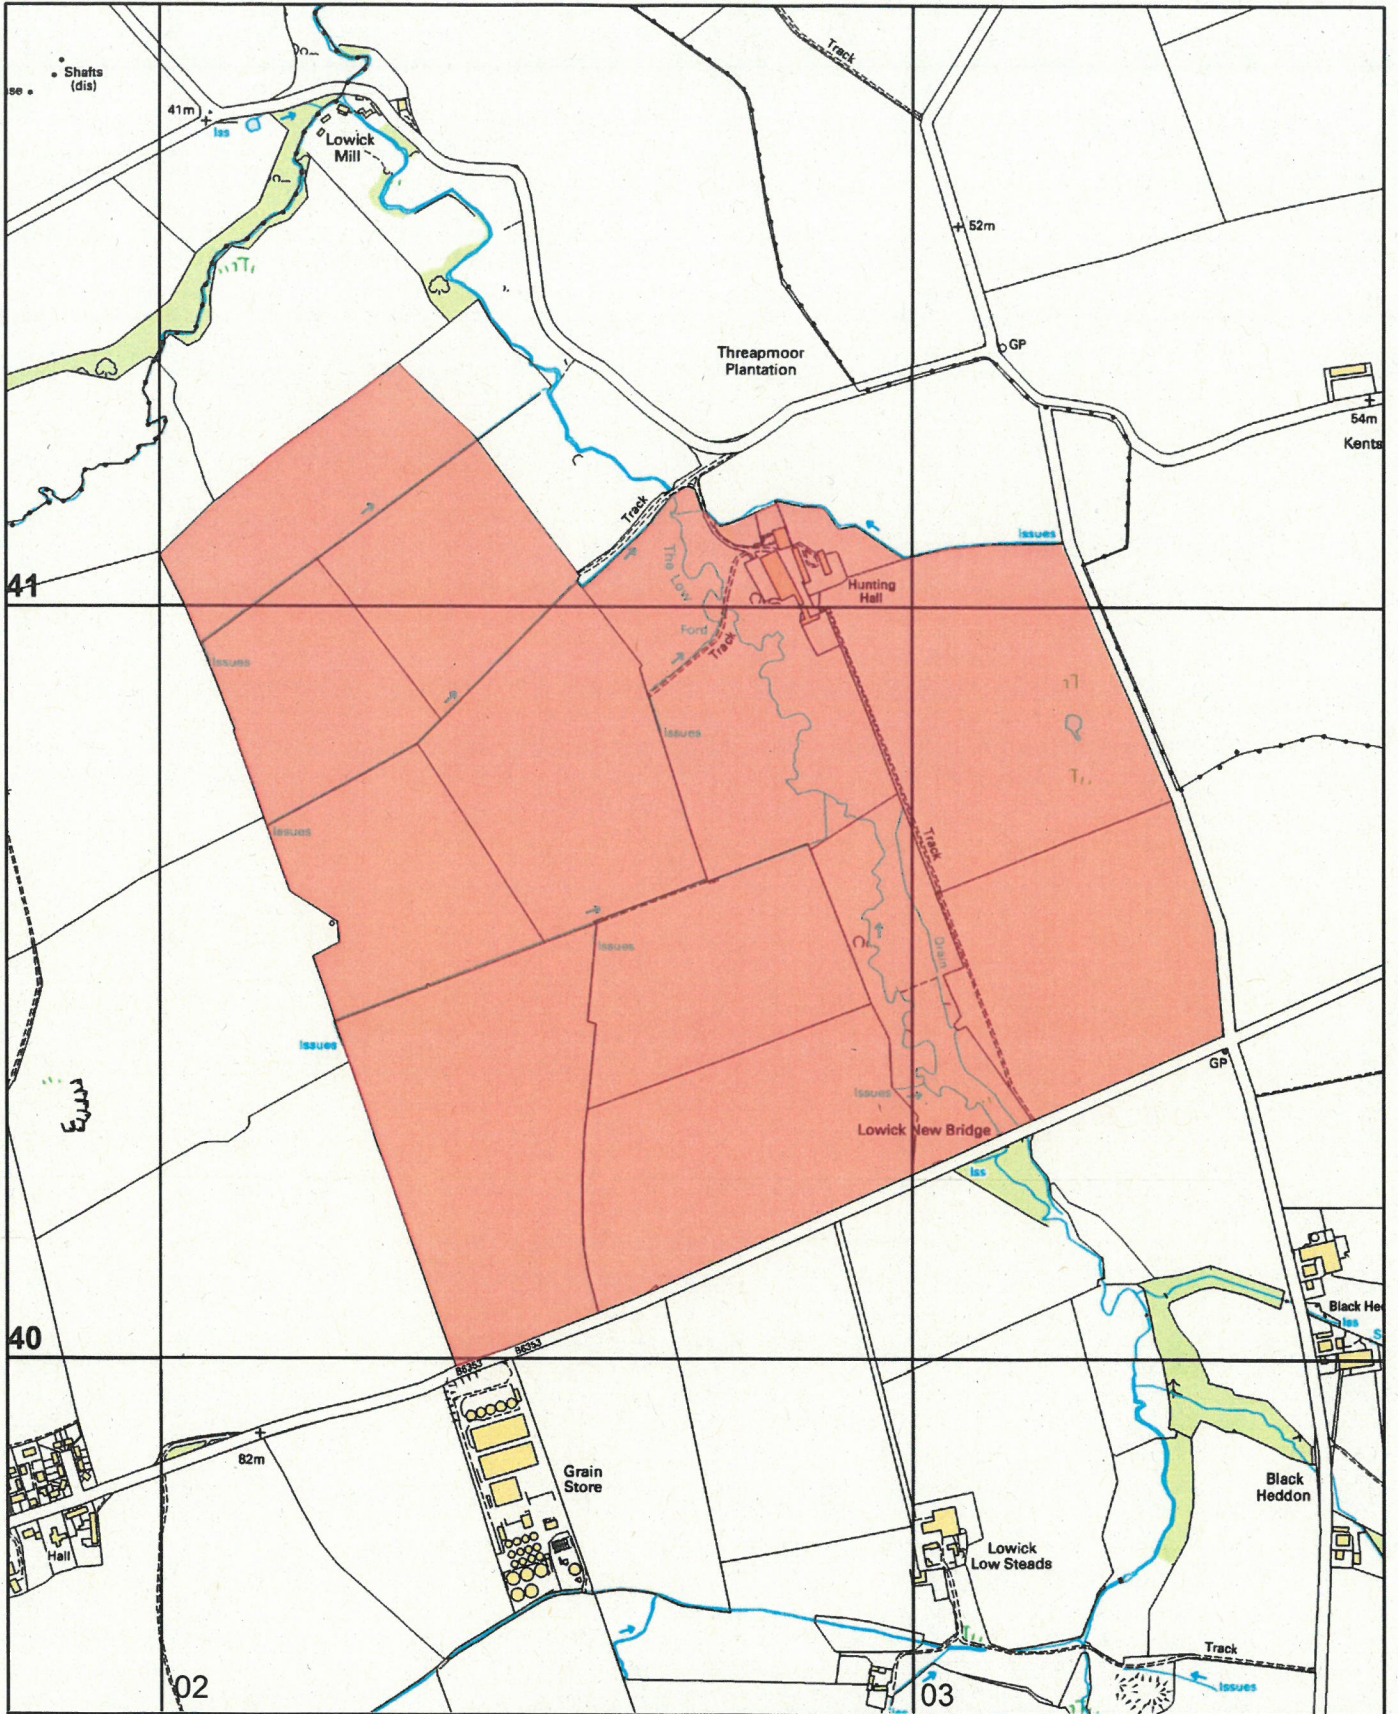 Track
Shafts
(dis)
41m
Iss
Lowick
Mill
52m
Threapmoor
Plantation
GP
54m
Kents
Track
Issues
The Low
Hunting
Hall
41
Ford
Track
Issues
Issues
Issues
Track
Issues
Drain
Issues
GP
Issues
Lowick New Bridge
Iss
Black He
Iss
S
40
B6353
B6353
82m
Grain
Store
Black
Heddon
Hall
Lowick
Low Steads
Track
Issues
02
03